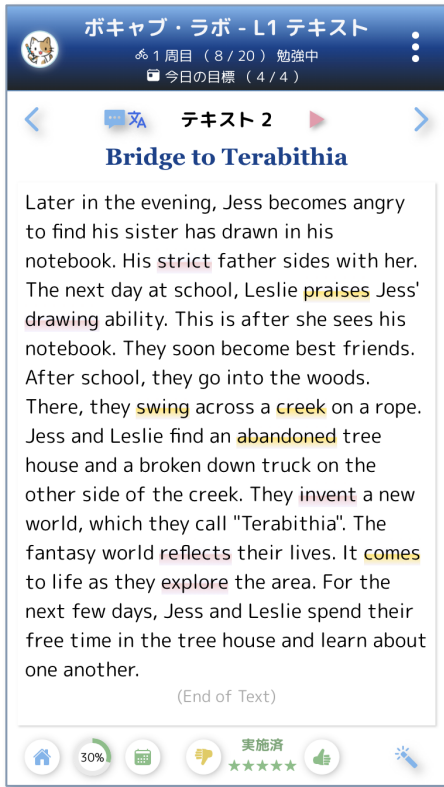 ボキャブ・ラボ - L1 テキスト
1 周目 （ 8 / 20 ） 勉強中
今日の目標 （ 4 / 4 ）
文A テキスト 2
Bridge to Terabithia
Later in the evening, Jess becomes angry
to find his sister has drawn in his
notebook. His strict father sides with her.
The next day at school, Leslie praises Jess'
drawing ability. This is after she sees his
notebook. They soon become best friends.
After school, they go into the woods.
There, they swing across a creek on a rope.
Jess and Leslie find an abandoned tree
house and a broken down truck on the
other side of the creek. They invent a new
world, which they call "Terabithia". The
fantasy world reflects their lives. It comes
to life as they explore the area. For the
next few days, Jess and Leslie spend their
free time in the tree house and learn about
one another.
(End of Text)
30%
実施済
★★★★★